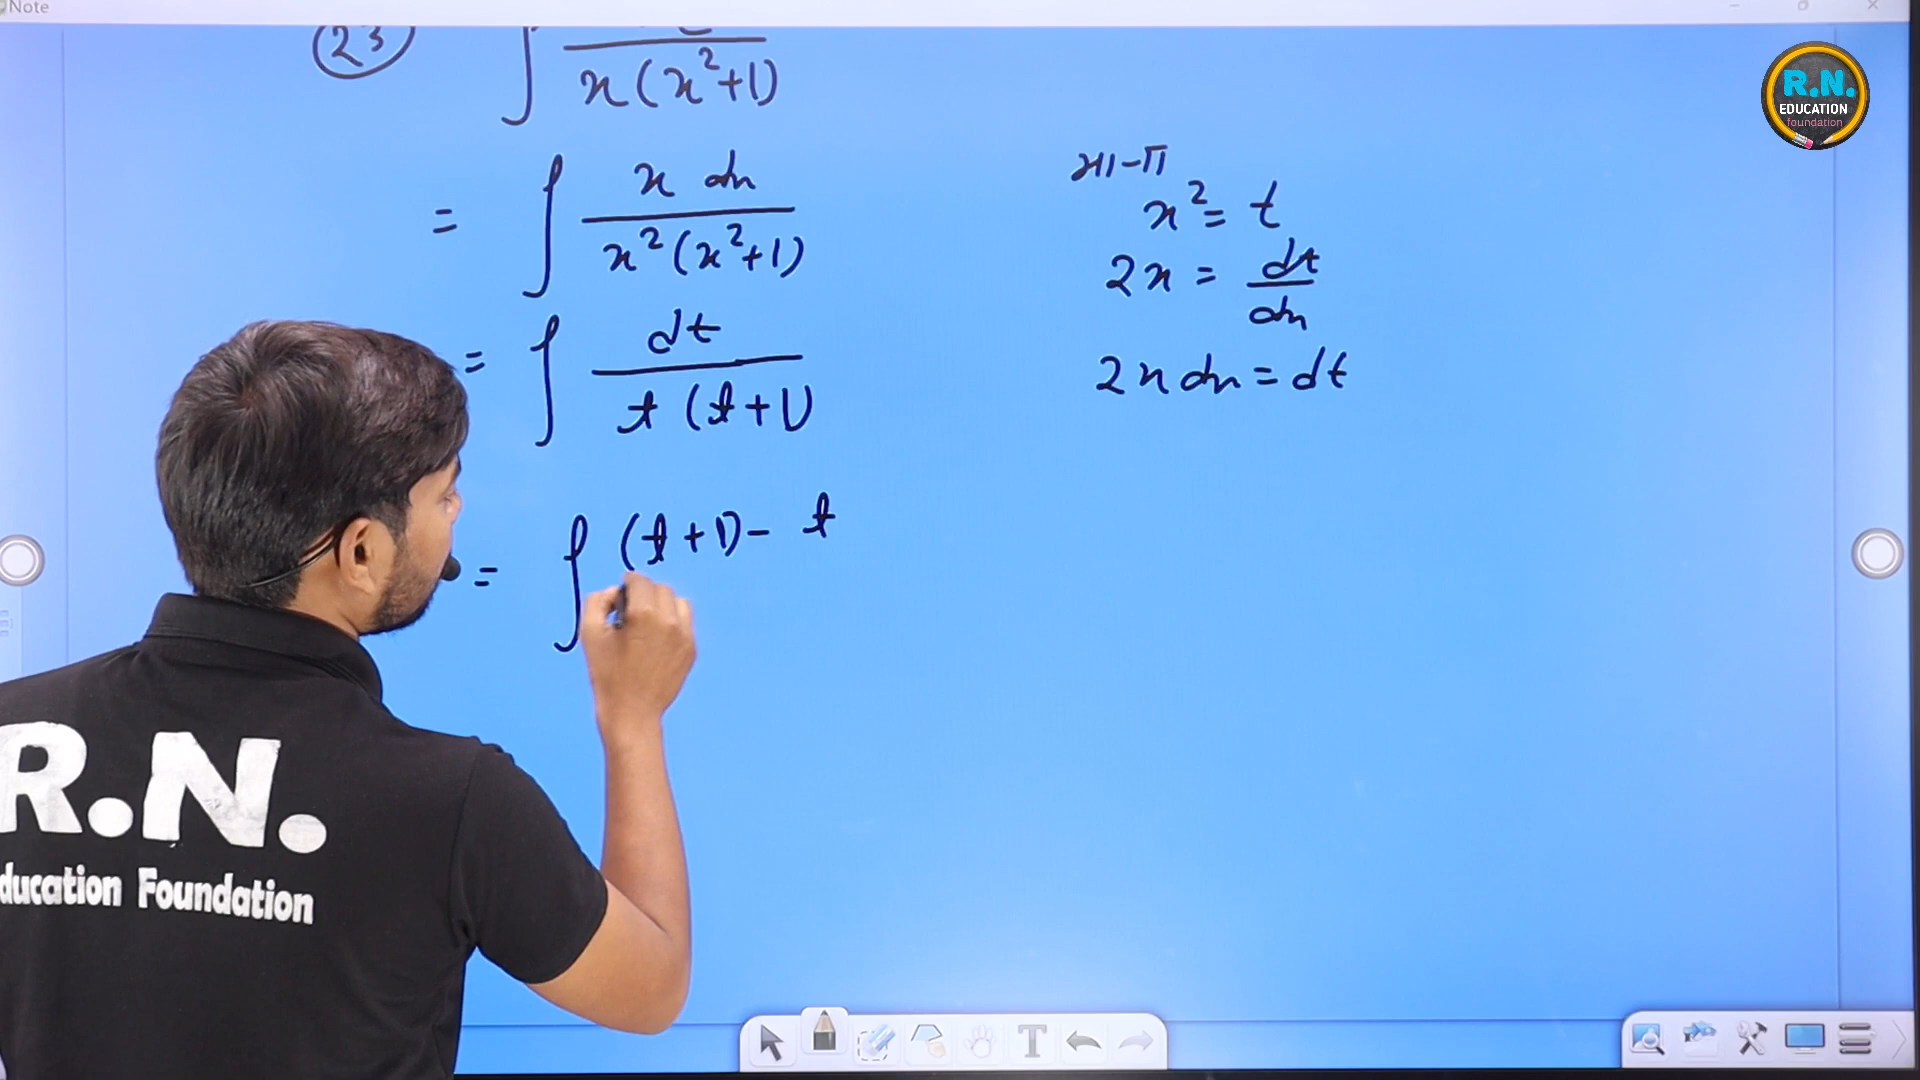 Note
(23) ∫ / x(x²+1)
= ∫ x dx / x²(x²+1)
= ∫ dt / t (t+1)
= ∫ (t+1) - t
माना
x² = t
2x = dt/dx
2x dx = dt
R.N.
EDUCATION
foundation
R.N.
ducation Foundation
T